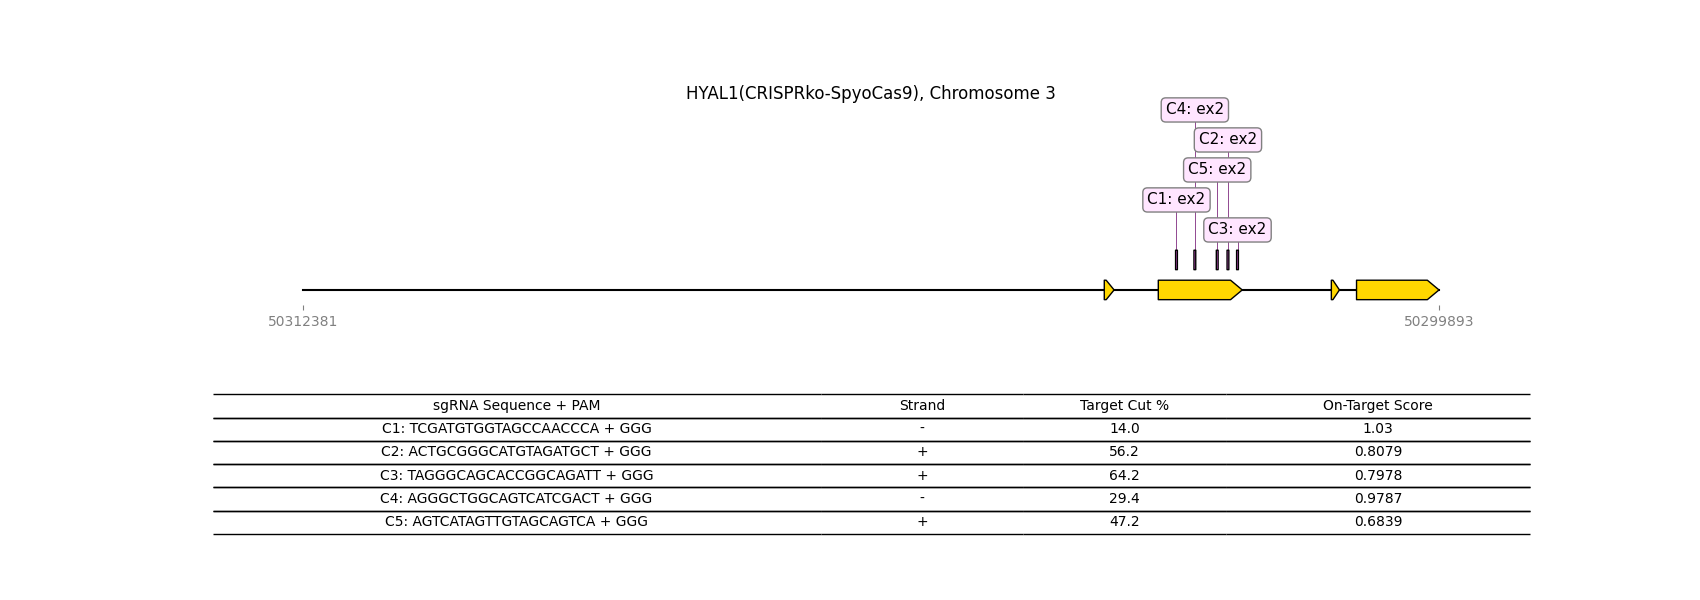 HYAL1(CRISPRko-SpyoCas9), Chromosome 3
C4: ex2
C2: ex2
C5: ex2
C1: ex2
C3: ex2
50312381 50299893
sgRNA Sequence + PAM Strand Target Cut % On-Target Score
C1: TCGATGTGGTAGCCAACCCA + GGG - 14.0 1.03
C2: ACTGCGGGCATGTAGATGCT + GGG + 56.2 0.8079
C3: TAGGGCAGCACCGGCAGATT + GGG + 64.2 0.7978
C4: AGGGCTGGCAGTCATCGACT + GGG - 29.4 0.9787
C5: AGTCATAGTTGTAGCAGTCA + GGG + 47.2 0.6839